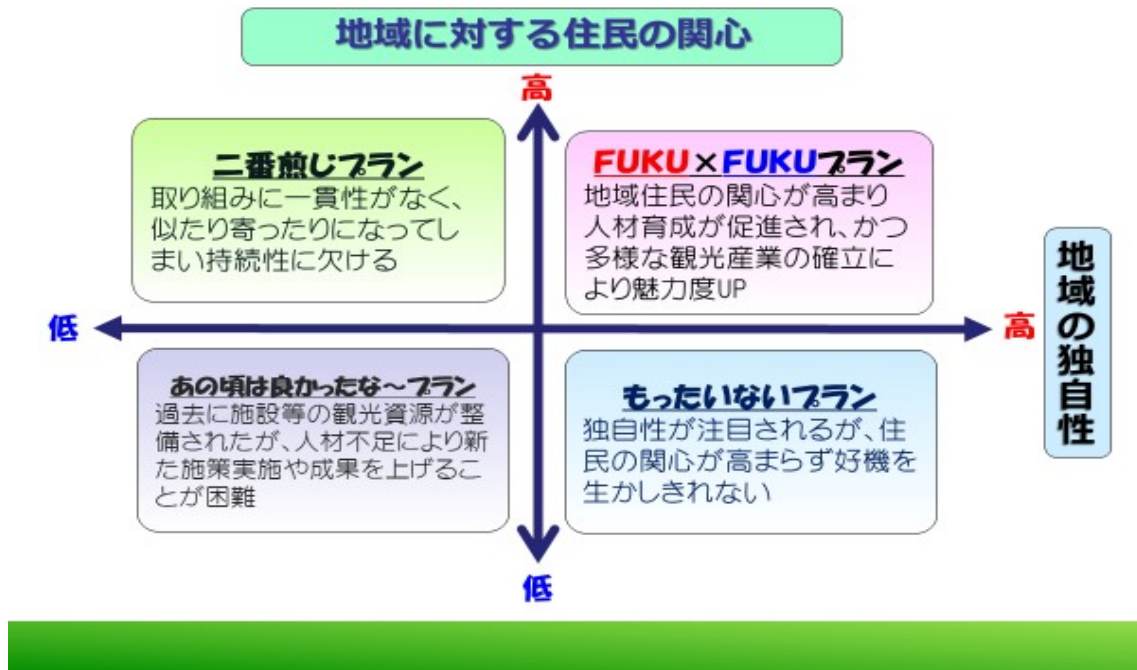 地域に対する住民の関心
高
二番煎じプラン
取り組みに一貫性がなく、
似たり寄ったりになってし
まい持続性に欠ける
FUKU×FUKUプラン
地域住民の関心が高まり
人材育成が促進され、かつ
多様な観光産業の確立に
より魅力度UP
低
高
地域の独自性
あの頃は良かったな～プラン
過去に施設等の観光資源が整
備されたが、人材不足により新
た施策実施や成果を上げるこ
とが困難
もったいないプラン
独自性が注目されるが、住
民の関心が高まらず好機を
生かしきれない
低